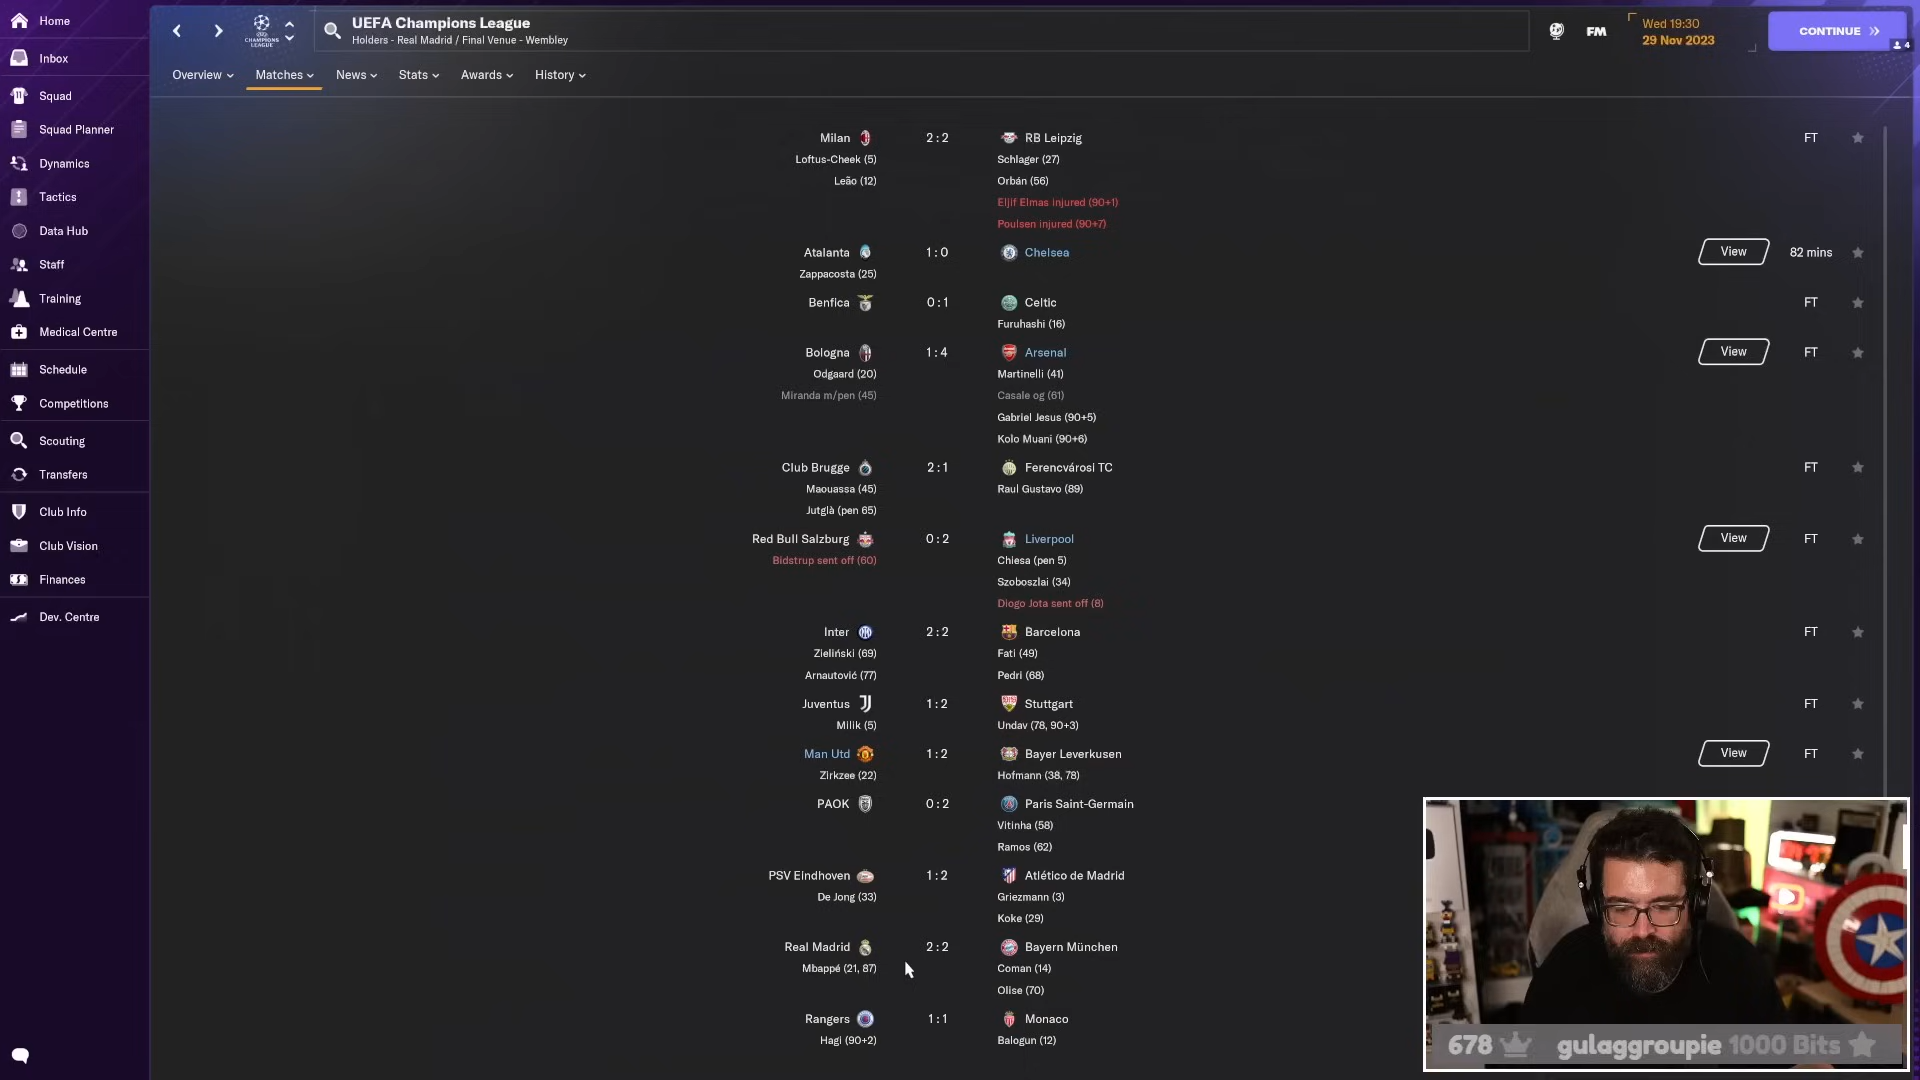 Home
Inbox
Squad
Squad Planner
Dynamics
Tactics
Data Hub
Staff
Training
Medical Centre
Schedule
Competitions
Scouting
Transfers
Club Info
Club Vision
Finances
Dev. Centre
CHAMPIONS LEAGUE
UEFA Champions League
Holders - Real Madrid / Final Venue - Wembley
FM
Wed 19:30
29 Nov 2023
CONTINUE
4
Overview Matches News Stats Awards History
Milan 2 : 2 RB Leipzig FT
Loftus-Cheek (5) Schlager (27)
Leão (12) Orbán (56)
Eljif Elmas injured (90+1)
Poulsen injured (90+7)
Atalanta 1 : 0 Chelsea View 82 mins
Zappacosta (25)
Benfica 0 : 1 Celtic FT
Furuhashi (16)
Bologna 1 : 4 Arsenal View FT
Odgaard (20) Martinelli (41)
Miranda m/pen (45) Casale og (61)
Gabriel Jesus (90+5)
Kolo Muani (90+6)
Club Brugge 2 : 1 Ferencvárosi TC FT
Maouassa (45) Raul Gustavo (89)
Jutglà (pen 65)
Red Bull Salzburg 0 : 2 Liverpool View FT
Bidstrup sent off (60) Chiesa (pen 5)
Szoboszlai (34)
Diogo Jota sent off (8)
Inter 2 : 2 Barcelona FT
Zieliński (69) Fati (49)
Arnautović (77) Pedri (68)
Juventus 1 : 2 Stuttgart FT
Milik (5) Undav (78, 90+3)
Man Utd 1 : 2 Bayer Leverkusen View FT
Zirkzee (22) Hofmann (38, 78)
PAOK 0 : 2 Paris Saint-Germain
Vitinha (58)
Ramos (62)
PSV Eindhoven 1 : 2 Atlético de Madrid
De Jong (33) Griezmann (3)
Koke (29)
Real Madrid 2 : 2 Bayern München
Mbappé (21, 87) Coman (14)
Olise (70)
Rangers 1 : 1 Monaco
Hagi (90+2) Balogun (12)
678 gulaggroupie 1000 Bits